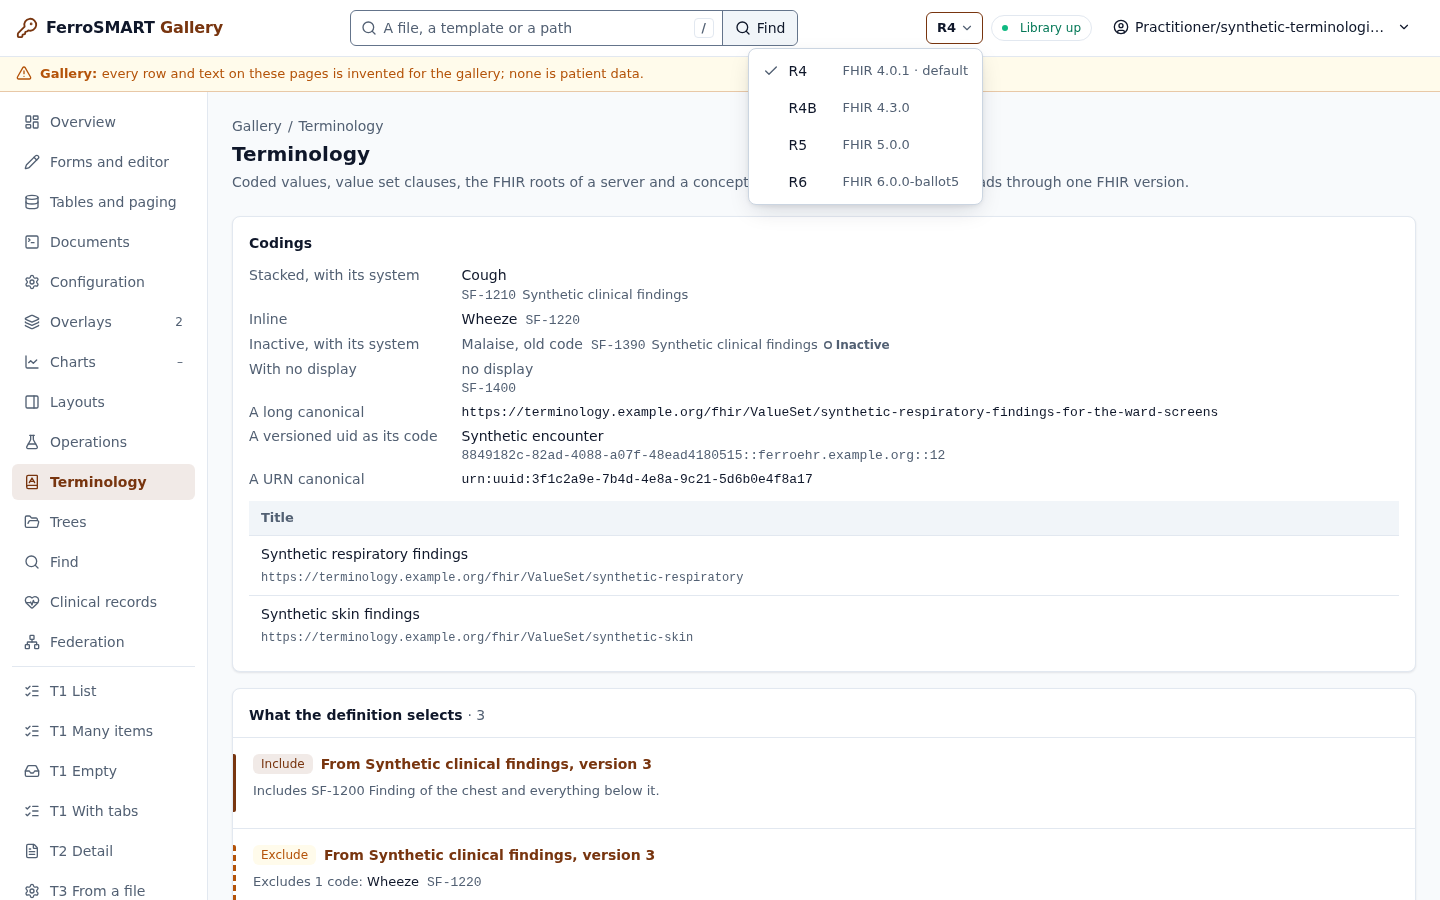 FerroSMART Gallery
A file, a template or a path
/
Find
R4
Library up
Practitioner/synthetic-terminologi...
Gallery: every row and text on these pages is invented for the gallery; none is patient data.
R4 FHIR 4.0.1 · default
R4B FHIR 4.3.0
R5 FHIR 5.0.0
R6 FHIR 6.0.0-ballot5
Overview
Forms and editor
Tables and paging
Documents
Configuration
Overlays 2
Charts –
Layouts
Operations
Terminology
Trees
Find
Clinical records
Federation
T1 List
T1 Many items
T1 Empty
T1 With tabs
T2 Detail
T3 From a file
Gallery / Terminology
Terminology
Coded values, value set clauses, the FHIR roots of a server and a concept ads through one FHIR version.
Codings
Stacked, with its system Cough
SF-1210 Synthetic clinical findings
Inline Wheeze SF-1220
Inactive, with its system Malaise, old code SF-1390 Synthetic clinical findings Inactive
With no display no display
SF-1400
A long canonical https://terminology.example.org/fhir/ValueSet/synthetic-respiratory-findings-for-the-ward-screens
A versioned uid as its code Synthetic encounter
8849182c-82ad-4088-a07f-48ead4180515::ferroehr.example.org::12
A URN canonical urn:uuid:3f1c2a9e-7b4d-4e8a-9c21-5d6b0e4f8a17
Title
Synthetic respiratory findings
https://terminology.example.org/fhir/ValueSet/synthetic-respiratory
Synthetic skin findings
https://terminology.example.org/fhir/ValueSet/synthetic-skin
What the definition selects · 3
Include From Synthetic clinical findings, version 3
Includes SF-1200 Finding of the chest and everything below it.
Exclude From Synthetic clinical findings, version 3
Excludes 1 code: Wheeze SF-1220